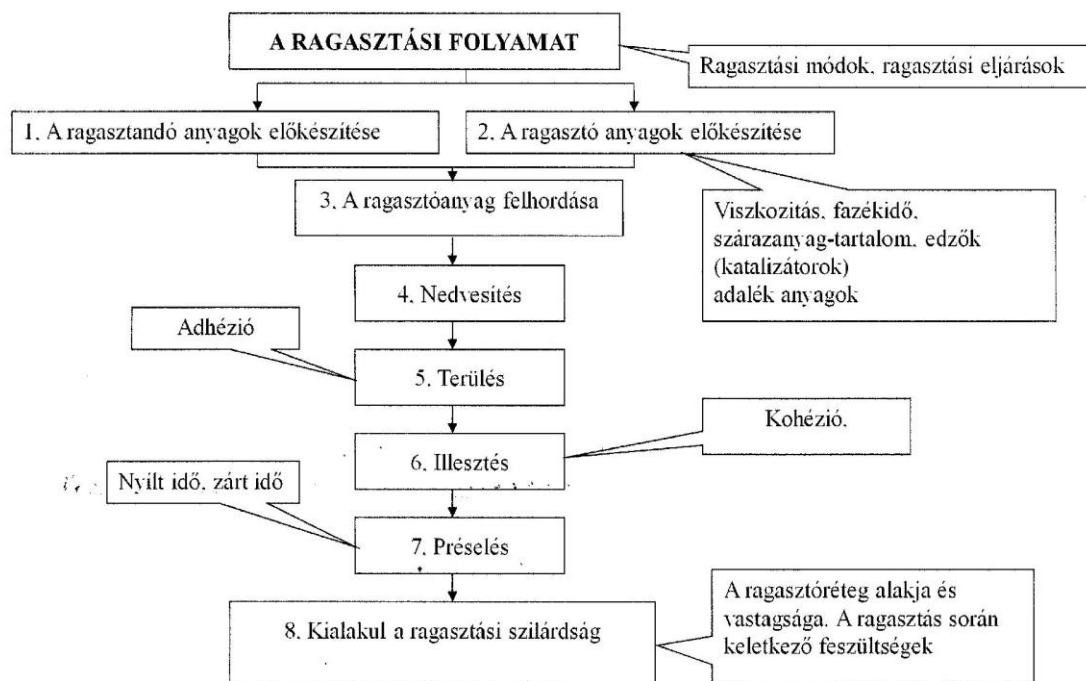 A RAGASZTÁSI FOLYAMAT
Ragasztási módok, ragasztási eljárások
1. A ragasztandó anyagok előkészítése
2. A ragasztó anyagok előkészítése
3. A ragasztóanyag felhordása
Viszkozitás, fazékidő,
szárazanyag-tartalom, edzők
(katalizátorok)
adalék anyagok
4. Nedvesítés
Adhézió
5. Terülés
Kohézió.
6. Illesztés
Nyílt idő, zárt idő
7. Préselés
A ragasztóréteg alakja és
vastagsága. A ragasztás során
keletkező feszültségek
8. Kialakul a ragasztási szilárdság